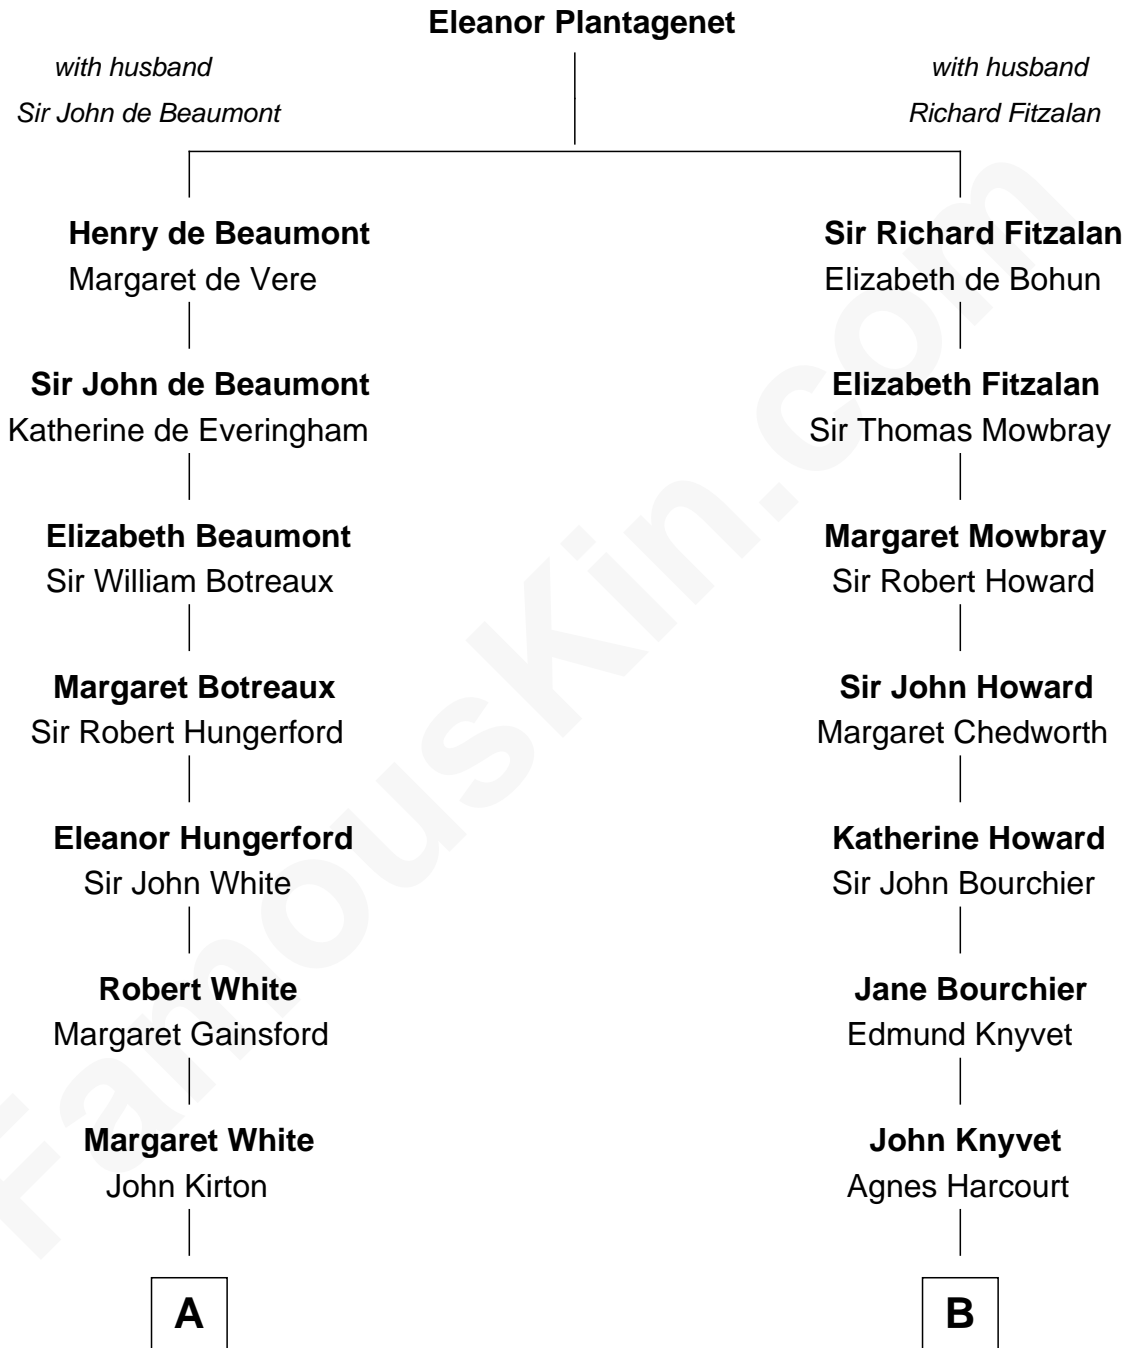 Eleanor Plantagenet
with husband
Sir John de Beaumont
with husband
Richard Fitzalan
Henry de Beaumont
Margaret de Vere
Sir Richard Fitzalan
Elizabeth de Bohun
Sir John de Beaumont
Katherine de Everingham
Elizabeth Fitzalan
Sir Thomas Mowbray
Elizabeth Beaumont
Sir William Botreaux
Margaret Mowbray
Sir Robert Howard
Margaret Botreaux
Sir Robert Hungerford
Sir John Howard
Margaret Chedworth
Eleanor Hungerford
Sir John White
Katherine Howard
Sir John Bourchier
Robert White
Margaret Gainsford
Jane Bourchier
Edmund Knyvet
Margaret White
John Kirton
John Knyvet
Agnes Harcourt
A
B
FamousKin.com